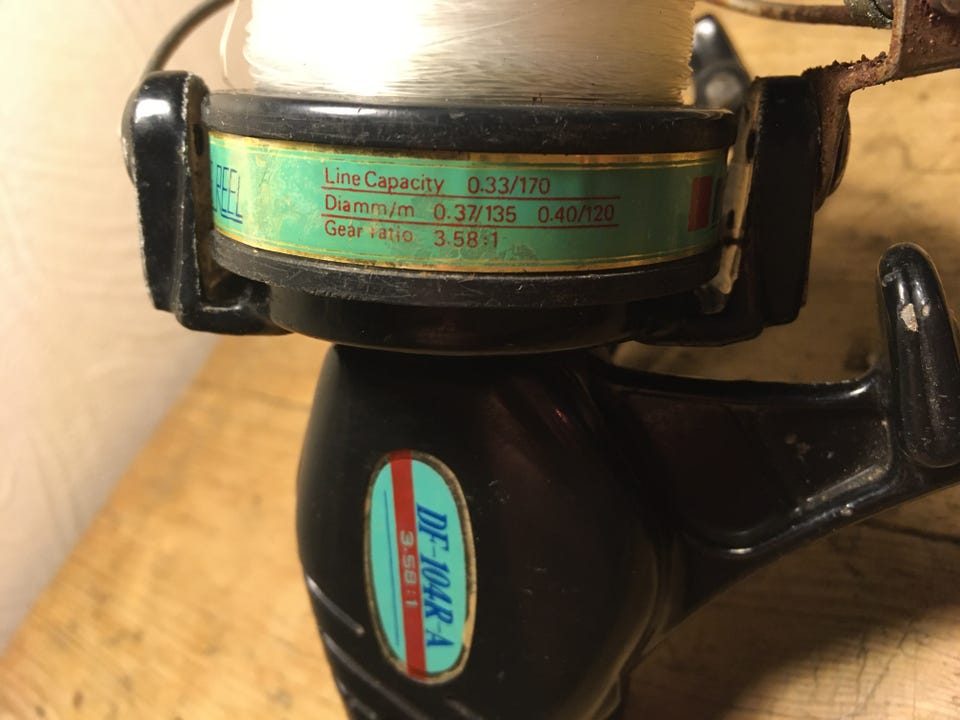 REEL
Line Capacity 0.33/170
Diam m/m 0.37/135 0.40/120
Gear ratio 3.58:1
DF-104R-A
3.58:1